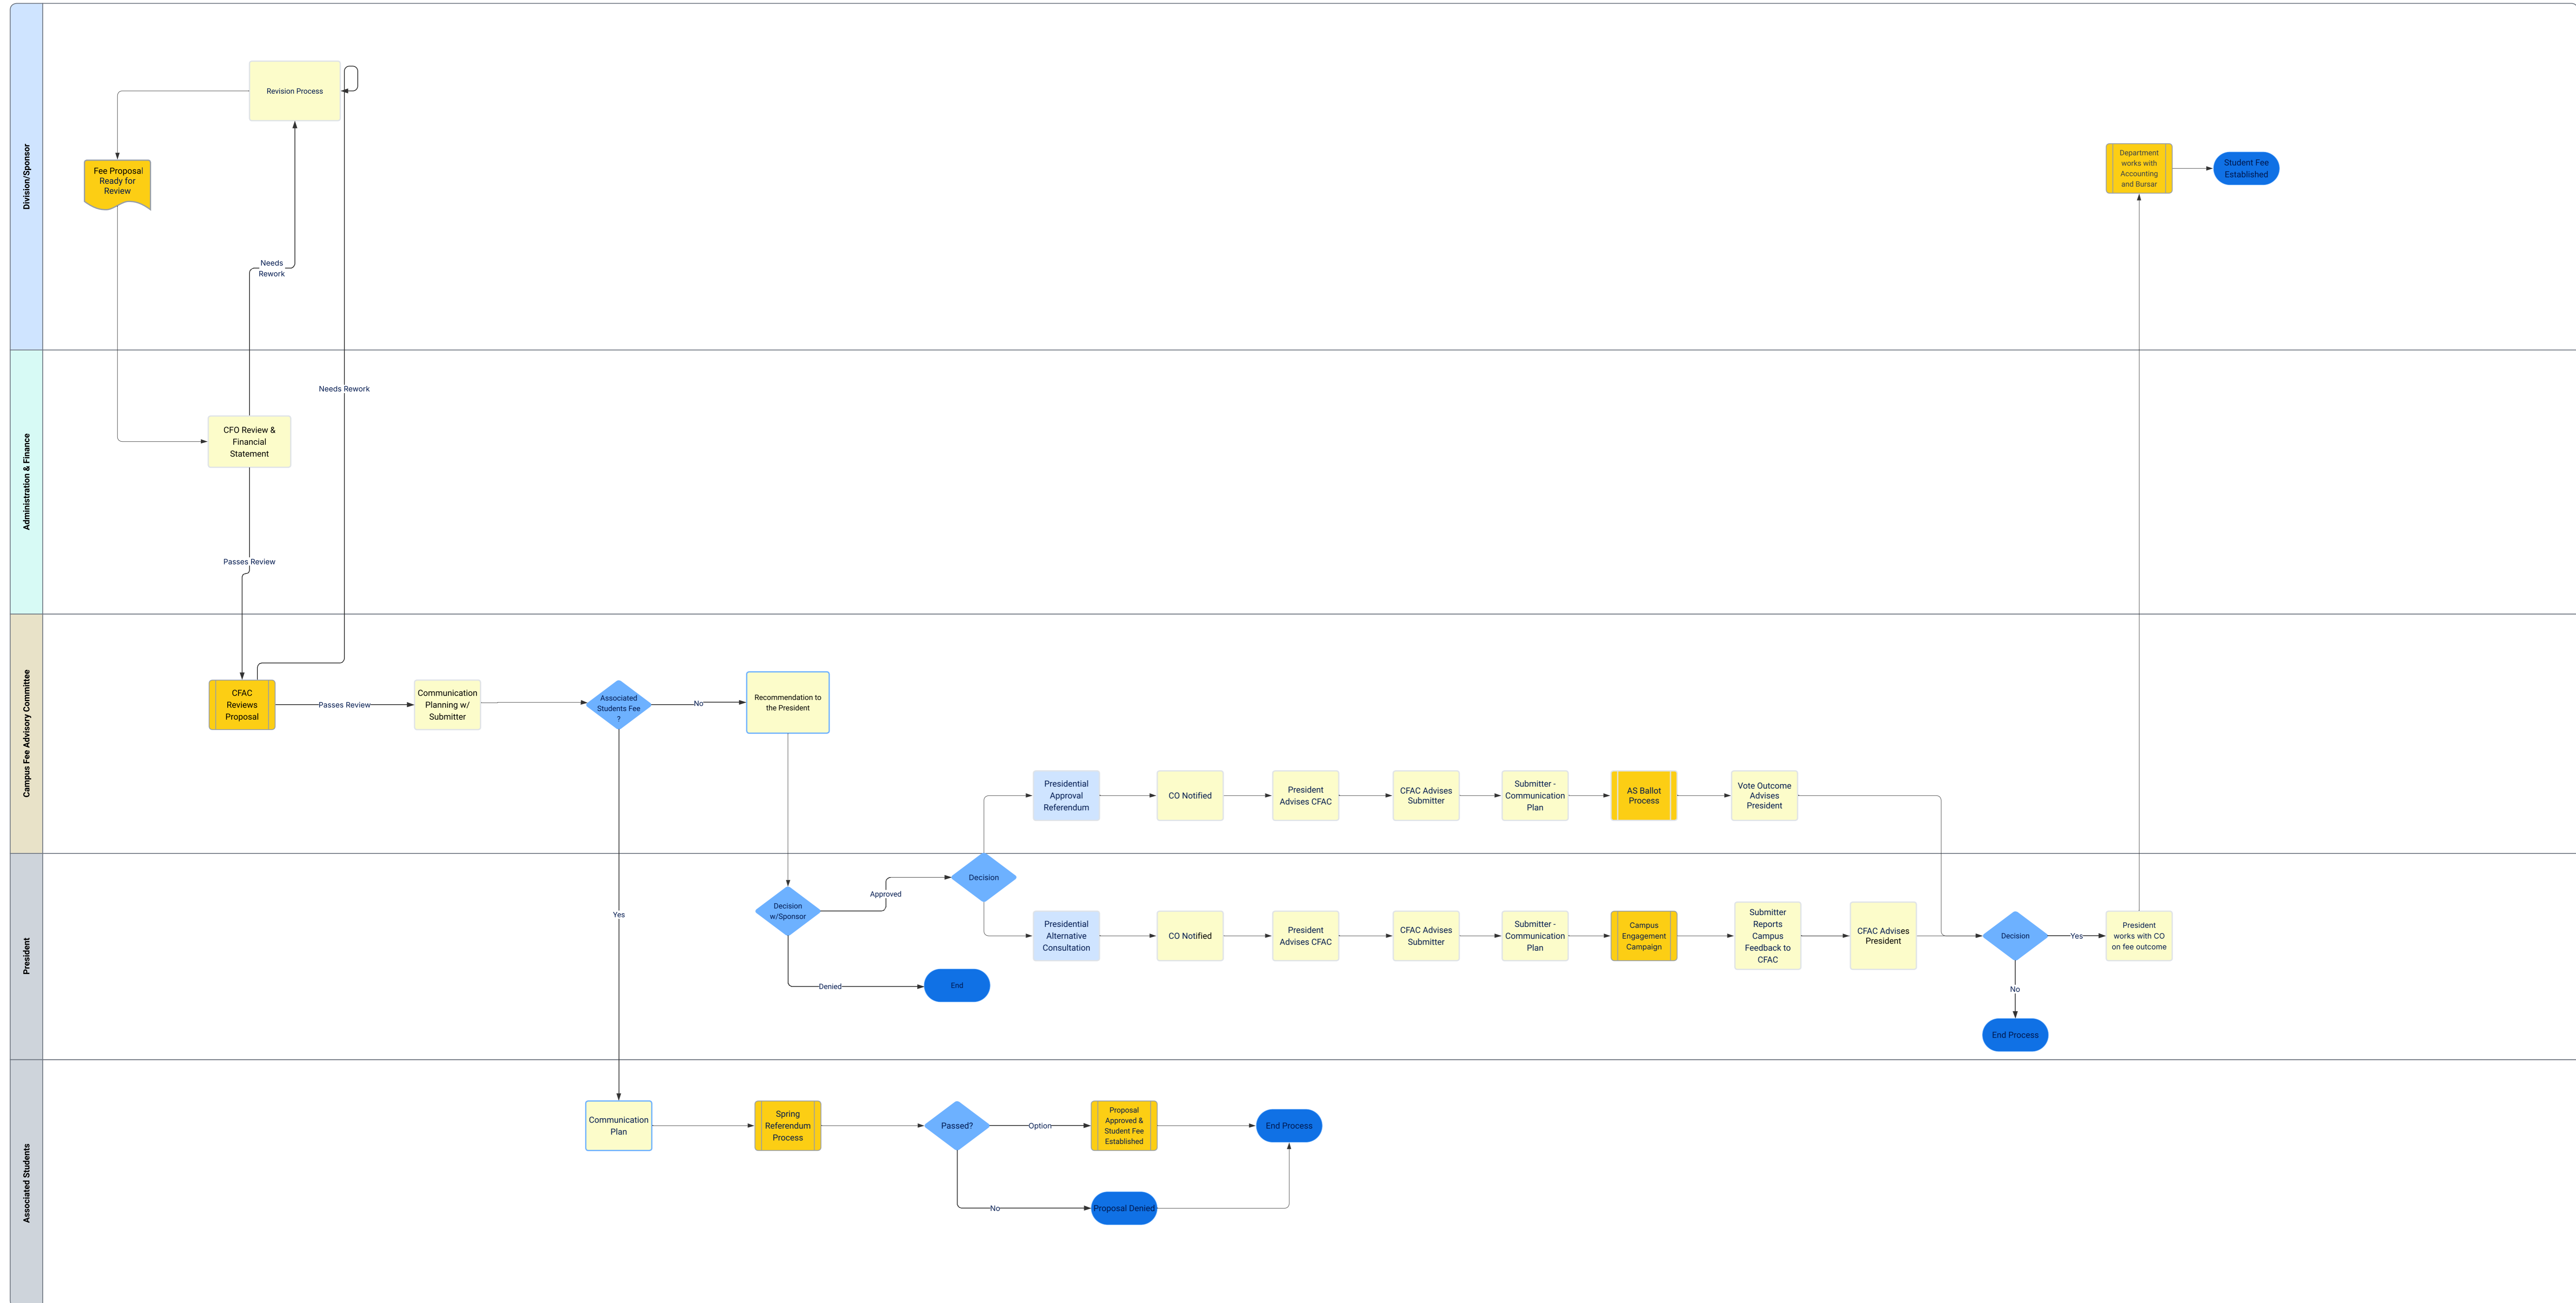 Division/Sponsor
Revision Process
Fee Proposal
Ready for
Review
Needs
Rework
Department
works with
Accounting
and Bursar
Student Fee
Established
Administration & Finance
Needs Rework
CFO Review &
Financial
Statement
Passes Review
Campus Fee Advisory Committee
CFAC
Reviews
Proposal
Passes Review
Communication
Planning w/
Submitter
Associated
Students Fee
?
No
Recommendation to
the President
Presidential
Approval
Referendum
CO Notified
President
Advises CFAC
CFAC Advises
Submitter
Submitter -
Communication
Plan
AS Ballot
Process
Vote Outcome
Advises
President
President
Yes
Decision
w/Sponsor
Approved
Decision
Denied
End
Presidential
Alternative
Consultation
CO Notified
President
Advises CFAC
CFAC Advises
Submitter
Submitter -
Communication
Plan
Campus
Engagement
Campaign
Submitter
Reports
Campus
Feedback to
CFAC
CFAC Advises
President
Decision
Yes
President
works with CO
on fee outcome
No
End Process
Associated Students
Communication
Plan
Spring
Referendum
Process
Passed?
Option
Proposal
Approved &
Student Fee
Established
End Process
No
Proposal Denied